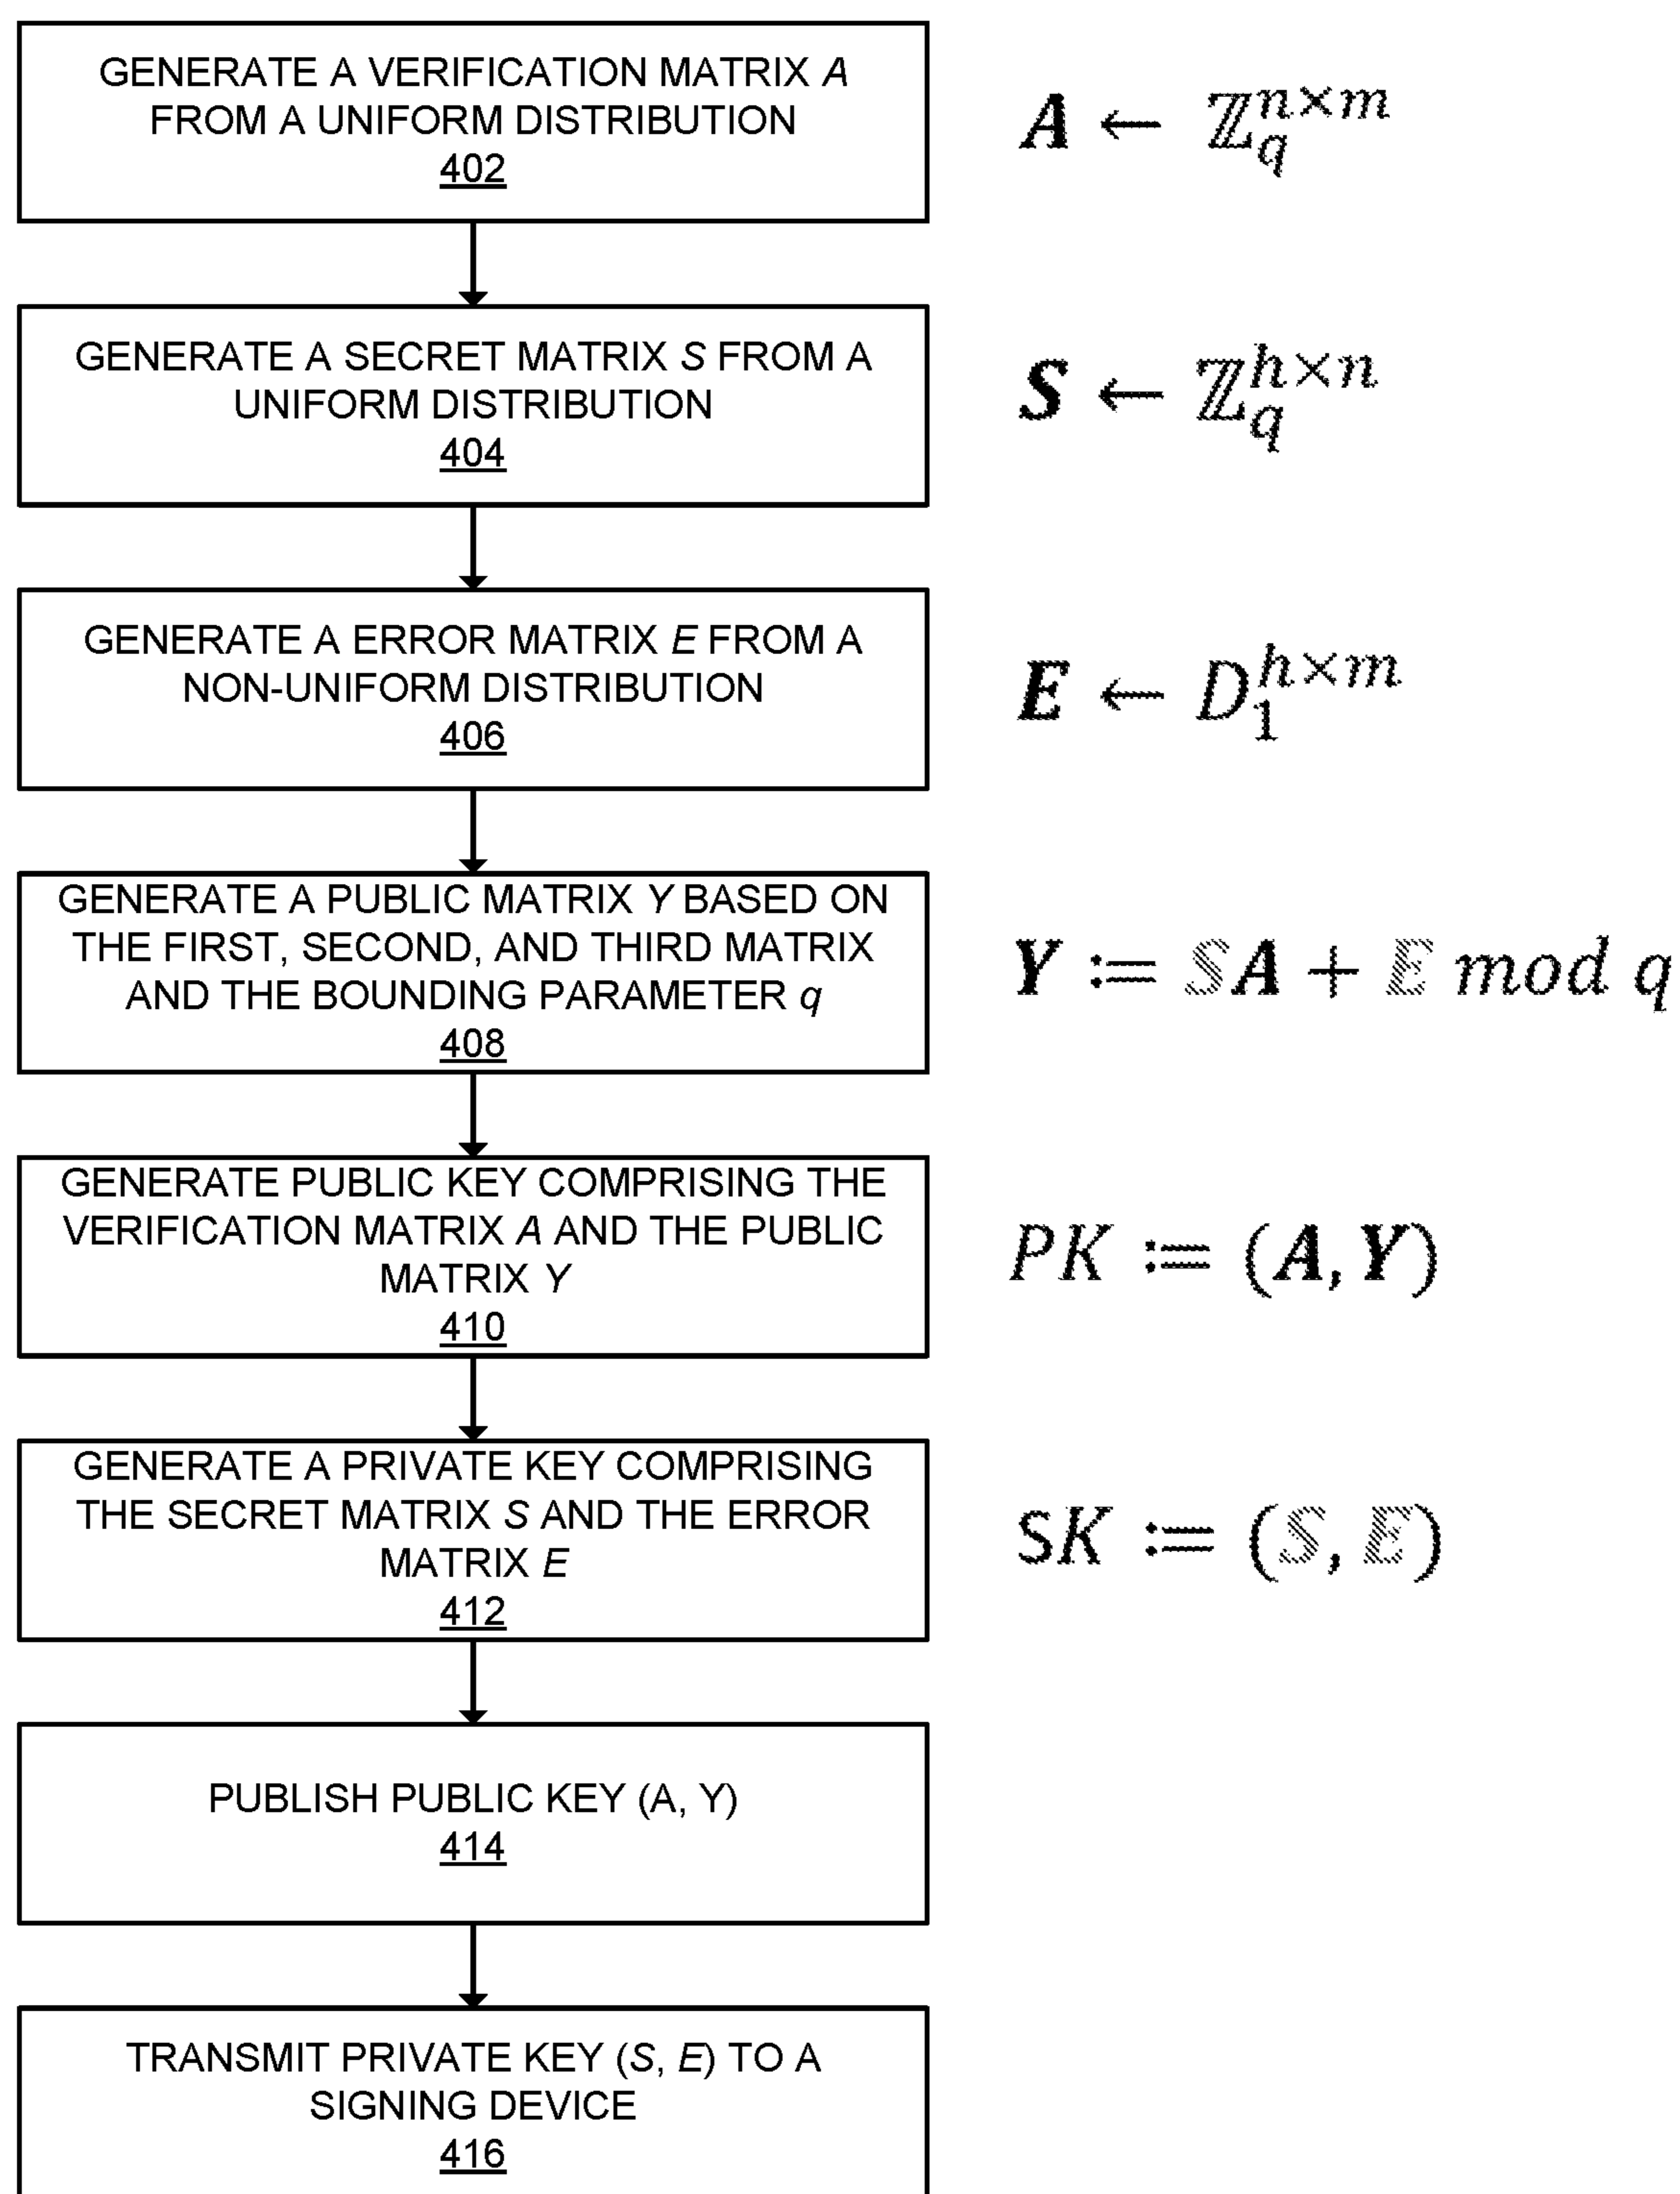 GENERATE A VERIFICATION MATRIX A
FROM A UNIFORM DISTRIBUTION
402
A ← ℤ_q^{n×m}
GENERATE A SECRET MATRIX S FROM A
UNIFORM DISTRIBUTION
404
S ← ℤ_q^{h×n}
GENERATE A ERROR MATRIX E FROM A
NON-UNIFORM DISTRIBUTION
406
E ← D_1^{h×m}
GENERATE A PUBLIC MATRIX Y BASED ON
THE FIRST, SECOND, AND THIRD MATRIX
AND THE BOUNDING PARAMETER q
408
Y := SA + E mod q
GENERATE PUBLIC KEY COMPRISING THE
VERIFICATION MATRIX A AND THE PUBLIC
MATRIX Y
410
PK := (A, Y)
GENERATE A PRIVATE KEY COMPRISING
THE SECRET MATRIX S AND THE ERROR
MATRIX E
412
SK := (S, E)
PUBLISH PUBLIC KEY (A, Y)
414
TRANSMIT PRIVATE KEY (S, E) TO A
SIGNING DEVICE
416